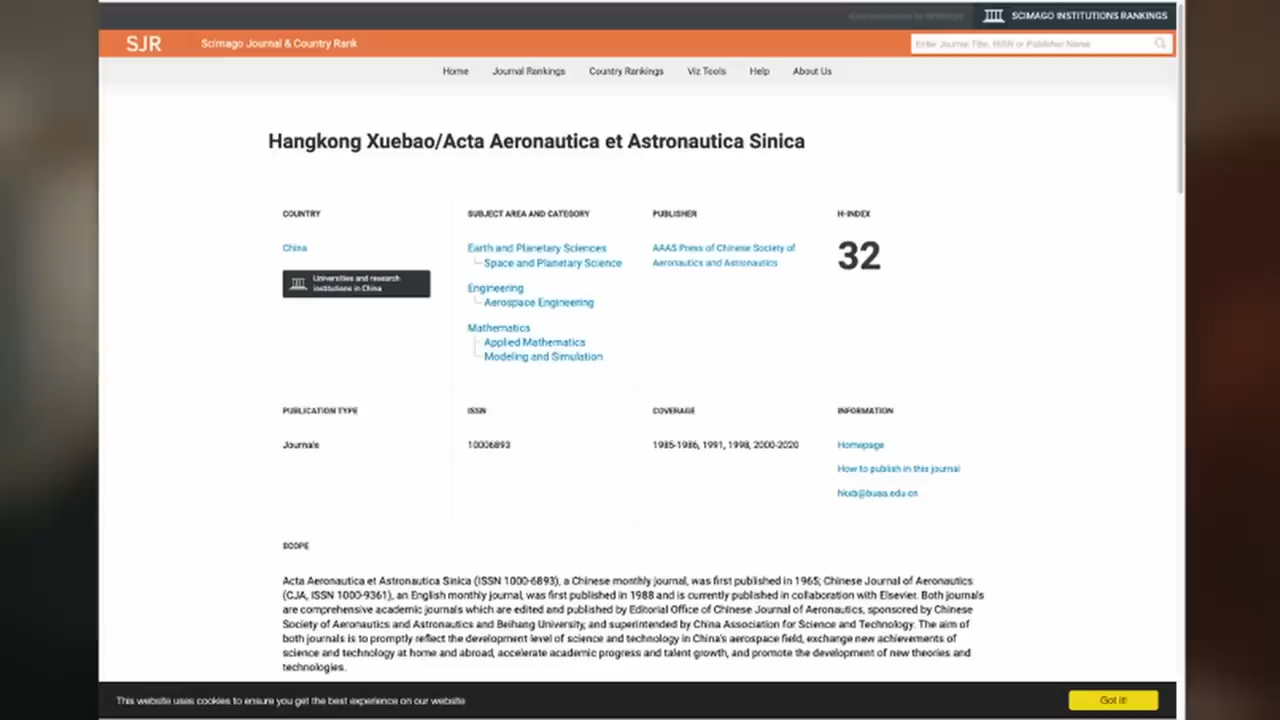 SCIMAGO INSTITUTIONS RANKINGS
SJR
Scimago Journal & Country Rank
Enter Journal Title, ISSN or Publisher Name
Home
Journal Rankings
Country Rankings
Viz Tools
Help
About Us
Hangkong Xuebao/Acta Aeronautica et Astronautica Sinica
COUNTRY
China
Universities and research
institutions in China
SUBJECT AREA AND CATEGORY
Earth and Planetary Sciences
Space and Planetary Science
Engineering
Aerospace Engineering
Mathematics
Applied Mathematics
Modeling and Simulation
PUBLISHER
AAAS Press of Chinese Society of
Aeronautics and Astronautics
H-INDEX
32
PUBLICATION TYPE
Journals
ISSN
10006893
COVERAGE
1985-1986, 1991, 1998, 2000-2020
INFORMATION
Homepage
How to publish in this journal
hkxb@buaa.edu.cn
SCOPE
Acta Aeronautica et Astronautica Sinica (ISSN 1000-6893), a Chinese monthly journal, was first published in 1965; Chinese Journal of Aeronautics
(CJA, ISSN 1000-9361), an English monthly journal, was first published in 1988 and is currently published in collaboration with Elsevier. Both journals
are comprehensive academic journals which are edited and published by Editorial Office of Chinese Journal of Aeronautics, sponsored by Chinese
Society of Aeronautics and Astronautics and Beihang University, and superintended by China Association for Science and Technology. The aim of
both journals is to promptly reflect the development level of science and technology in China's aerospace field, exchange new achievements of
science and technology at home and abroad, accelerate academic progress and talent growth, and promote the development of new theories and
technologies.
This website uses cookies to ensure you get the best experience on our website
Got it!